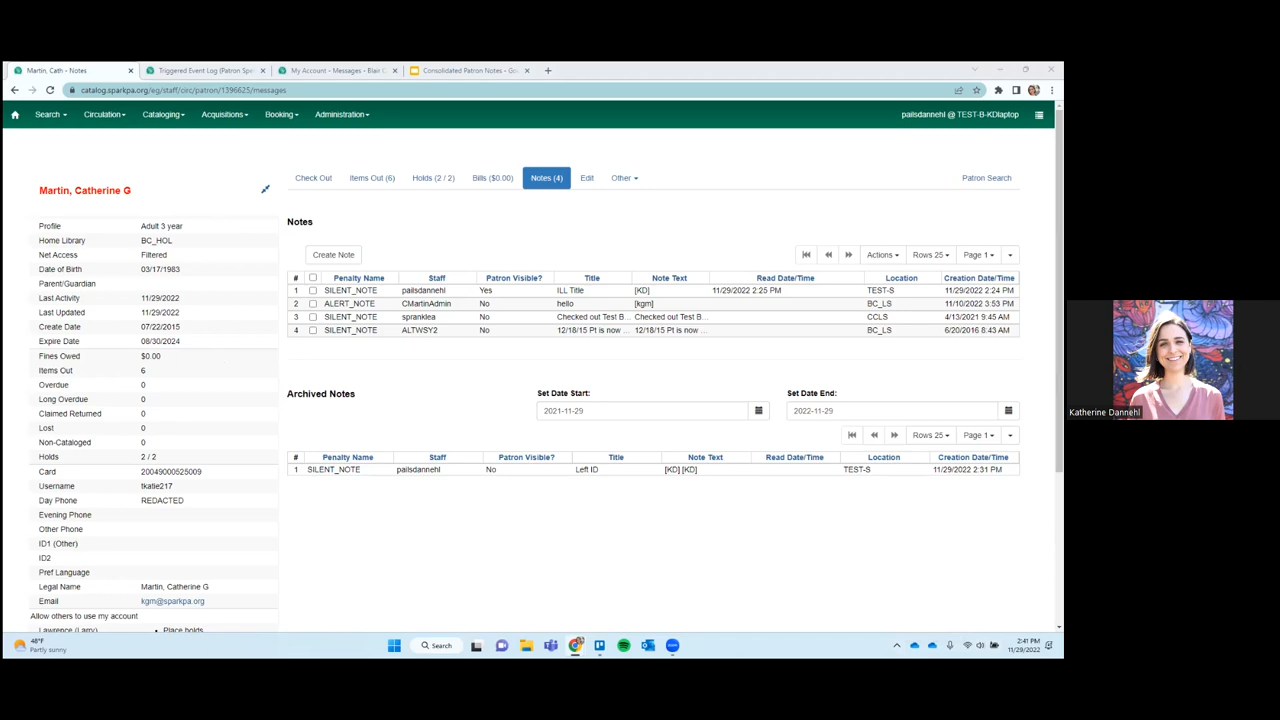 Martin, Cath - Notes
Triggered Event Log (Patron Spe
My Account - Messages - Blair C
Consolidated Patron Notes - Go
catalog.sparkpa.org/eg/staff/circ/patron/1396625/messages
Search Circulation Cataloging Acquisitions Booking Administration pailsdannehl @ TEST-B-KDlaptop
Martin, Catherine G
Check Out Items Out (6) Holds (2 / 2) Bills ($0.00) Notes (4) Edit Other Patron Search
Profile Adult 3 year
Home Library BC_HOL
Net Access Filtered
Date of Birth 03/17/1983
Parent/Guardian
Last Activity 11/29/2022
Last Updated 11/29/2022
Create Date 07/22/2015
Expire Date 08/30/2024
Fines Owed $0.00
Items Out 6
Overdue 0
Long Overdue 0
Claimed Returned 0
Lost 0
Non-Cataloged 0
Holds 2 / 2
Card 20049000525009
Username tkatie217
Day Phone REDACTED
Evening Phone
Other Phone
ID1 (Other)
ID2
Pref Language
Legal Name Martin, Catherine G
Email kgm@sparkpa.org
Allow others to use my account
Lawrence (Larry) • Place holds
Notes
Create Note Actions Rows 25 Page 1
# Penalty Name Staff Patron Visible? Title Note Text Read Date/Time Location Creation Date/Time
1 SILENT_NOTE pailsdannehl Yes ILL Title [KD] 11/29/2022 2:25 PM TEST-S 11/29/2022 2:24 PM
2 ALERT_NOTE CMartinAdmin No hello [kgm] BC_LS 11/10/2022 3:53 PM
3 SILENT_NOTE spranklea No Checked out Test B... Checked out Test B... CCLS 4/13/2021 9:45 AM
4 SILENT_NOTE ALTWSY2 No 12/18/15 Pt is now ... 12/18/15 Pt is now ... BC_LS 6/20/2016 8:43 AM
Archived Notes Set Date Start: Set Date End:
2021-11-29 2022-11-29
Rows 25 Page 1
# Penalty Name Staff Patron Visible? Title Note Text Read Date/Time Location Creation Date/Time
1 SILENT_NOTE pailsdannehl No Left ID [KD] [KD] TEST-S 11/29/2022 2:31 PM
48°F
Partly sunny
Search
2:41 PM
11/29/2022
Katherine Dannehl